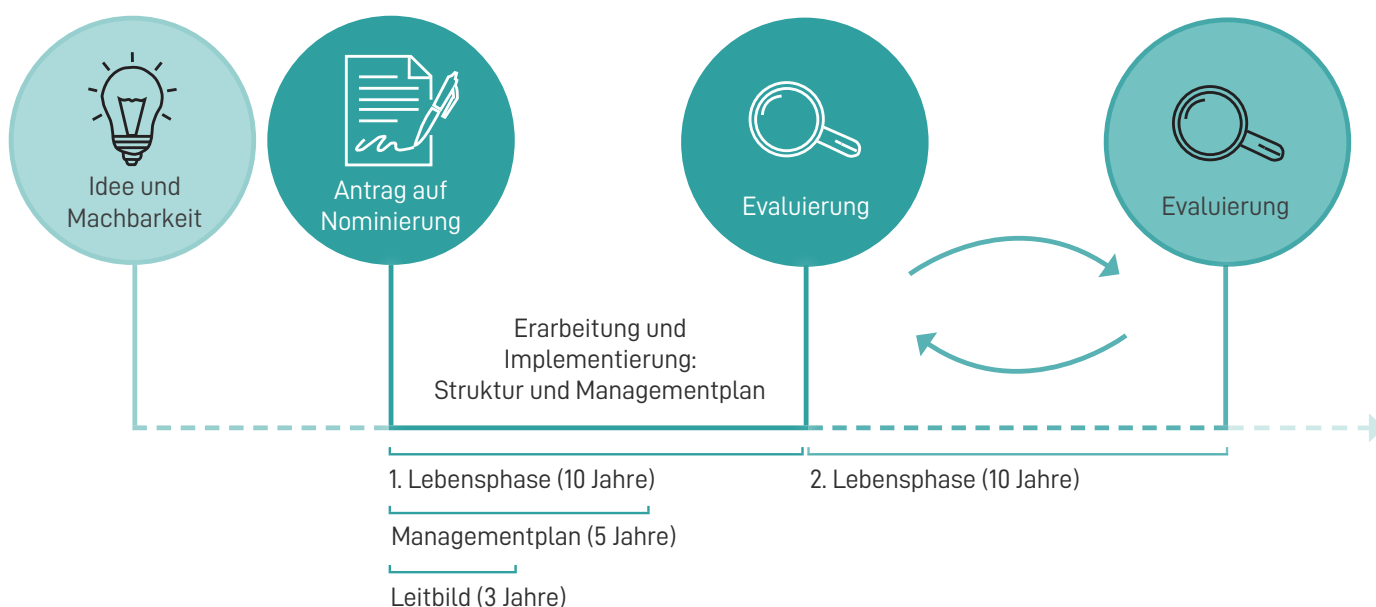 Idee und
Machbarkeit
Antrag auf
Nominierung
Evaluierung
Evaluierung
Erarbeitung und
Implementierung:
Struktur und Managementplan
1. Lebensphase (10 Jahre)
2. Lebensphase (10 Jahre)
Managementplan (5 Jahre)
Leitbild (3 Jahre)